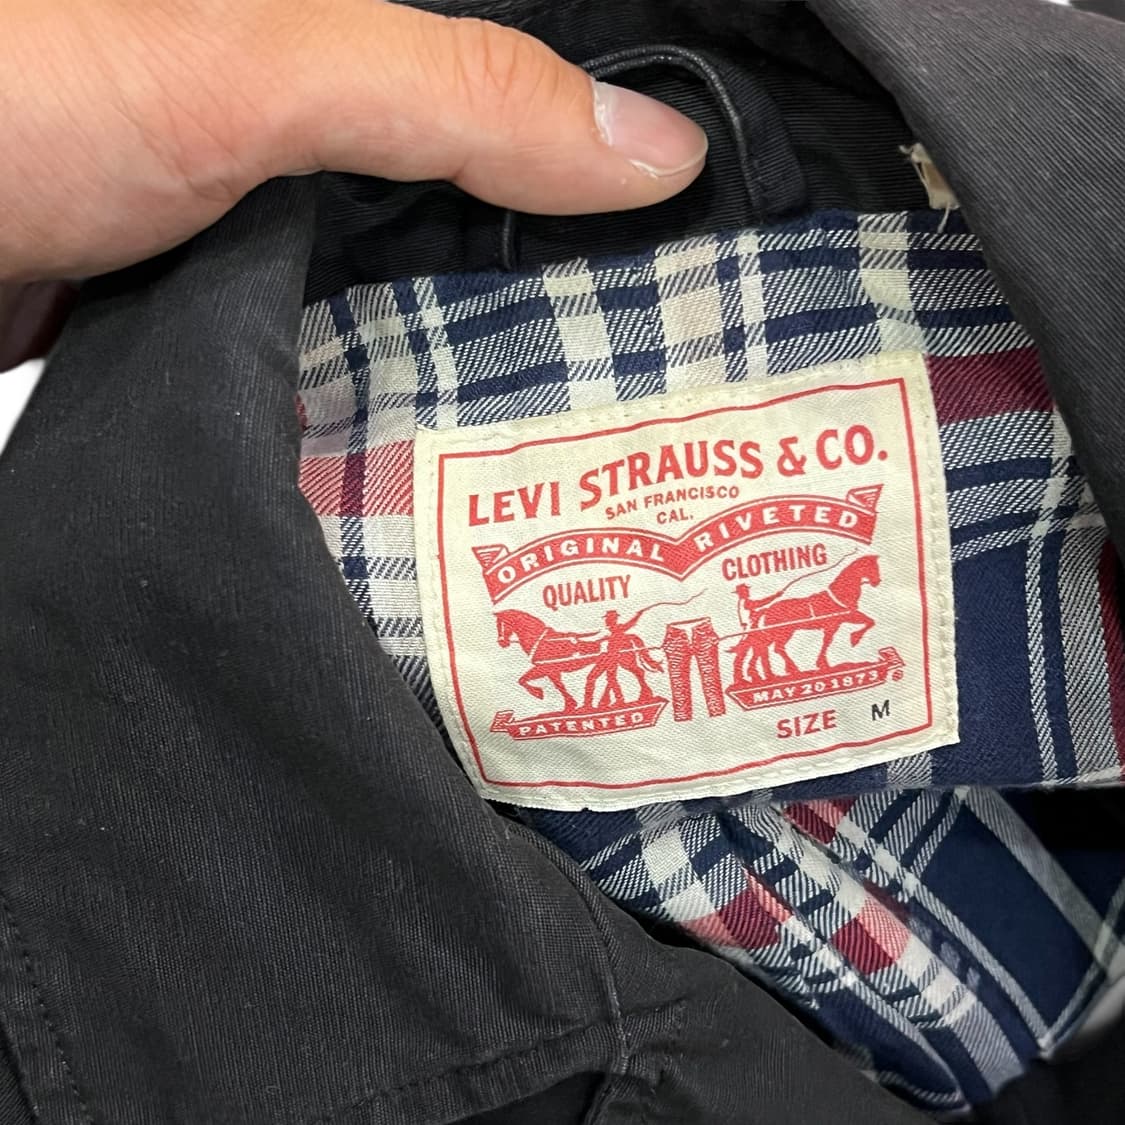 LEVI STRAUSS & CO.
SAN FRANCISCO
CAL.
ORIGINAL RIVETED
QUALITY CLOTHING
PATENTED MAY 20 1873 ®
SIZE M